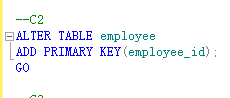 --C2
ALTER TABLE employee
ADD PRIMARY KEY(employee_id);
GO